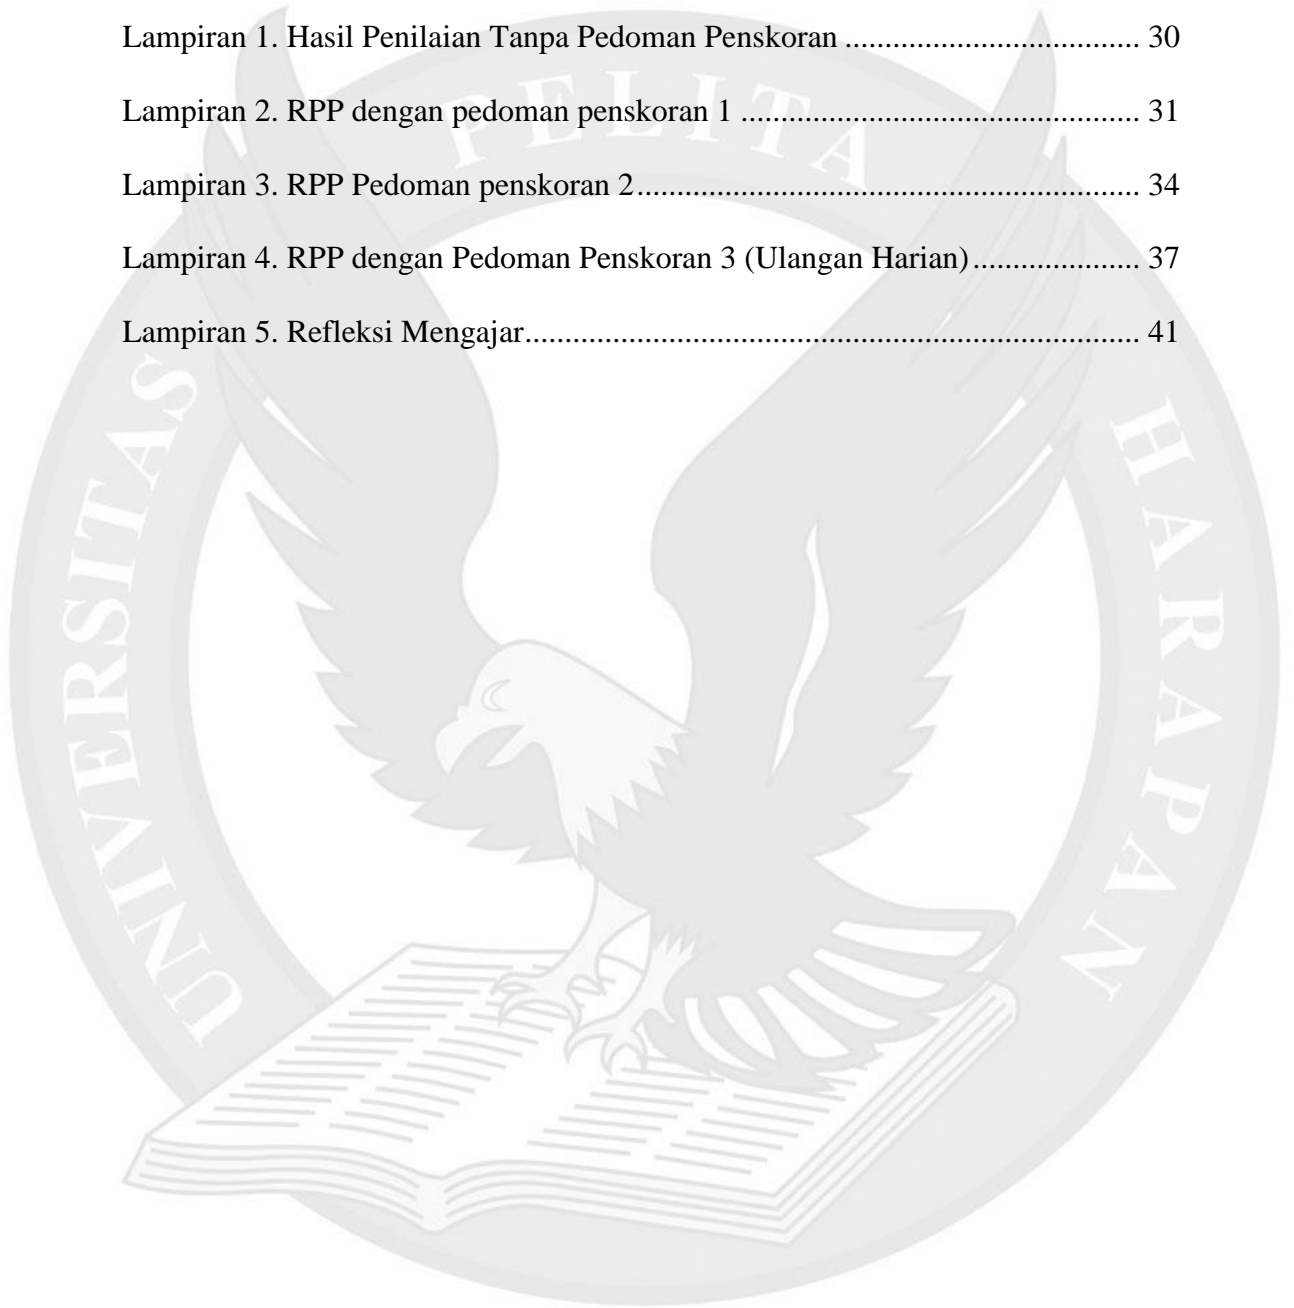 Lampiran 1. Hasil Penilaian Tanpa Pedoman Penskoran ..................................... 30
Lampiran 2. RPP dengan pedoman penskoran 1 .................................................. 31
Lampiran 3. RPP Pedoman penskoran 2............................................................... 34
Lampiran 4. RPP dengan Pedoman Penskoran 3 (Ulangan Harian)..................... 37
Lampiran 5. Refleksi Mengajar............................................................................. 41
UNIVERSITAS PELITA HARAPAN